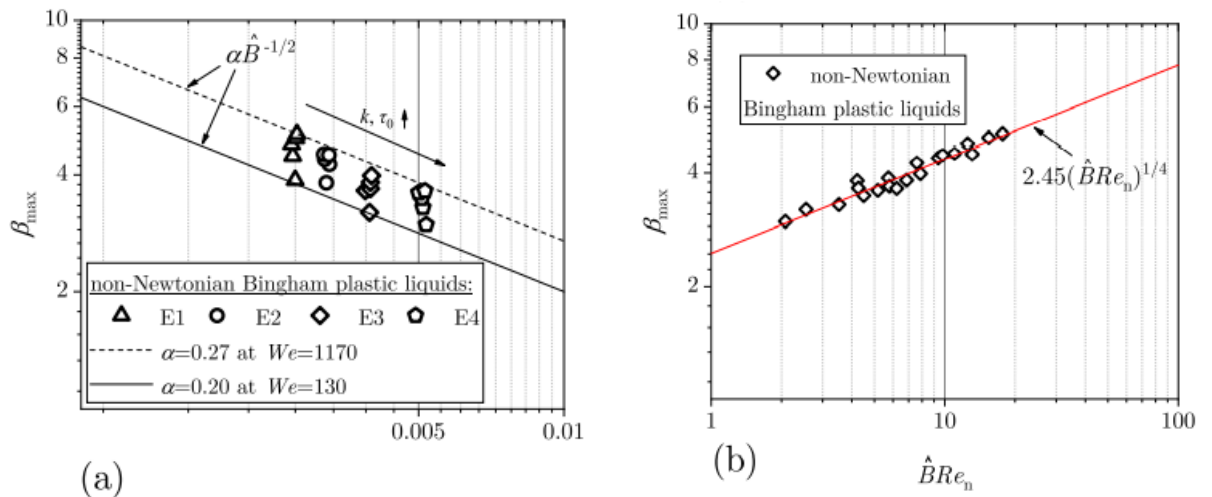 10
8
6
4
2
β_max
αB̂^-1/2
k, τ₀
non-Newtonian Bingham plastic liquids:
E1 E2 E3 E4
α=0.27 at We=1170
α=0.20 at We=130
0.005 0.01
(a)
10
8
6
4
2
β_max
non-Newtonian
Bingham plastic liquids
2.45(B̂Re_n)^1/4
1 10 100
(b)
B̂Re_n